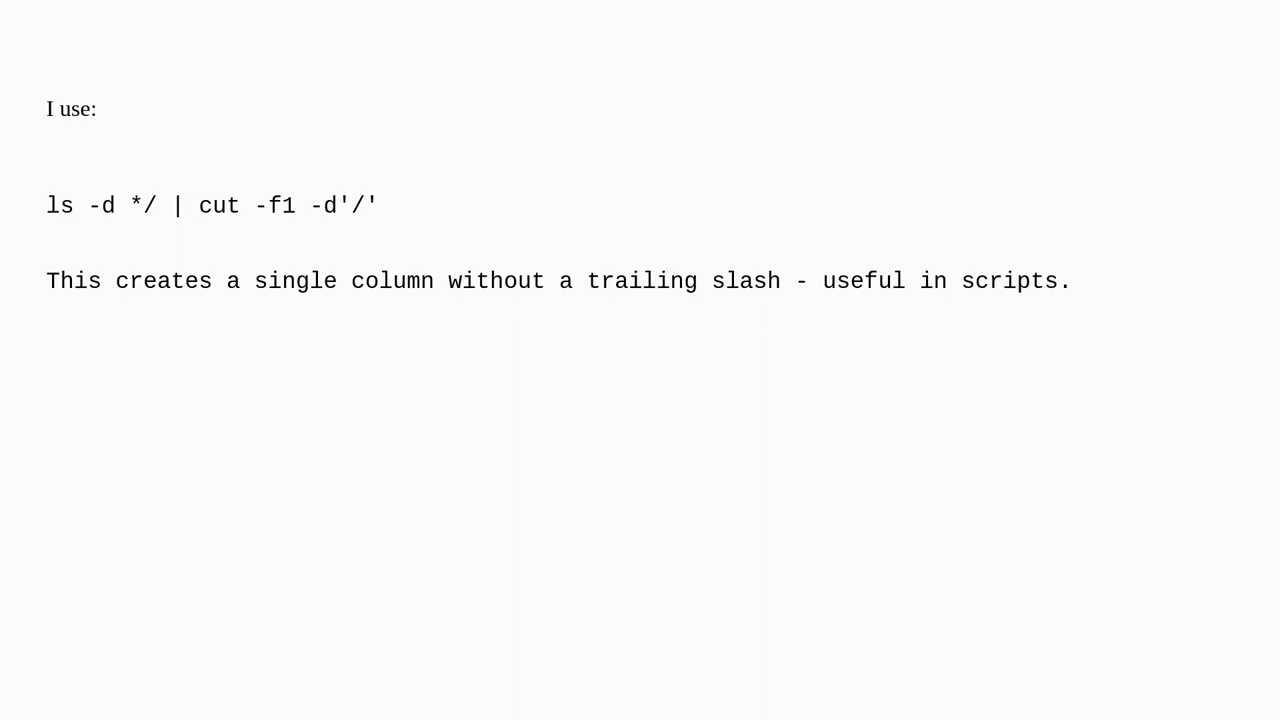 I use:
ls -d */ | cut -f1 -d'/'
This creates a single column without a trailing slash - useful in scripts.